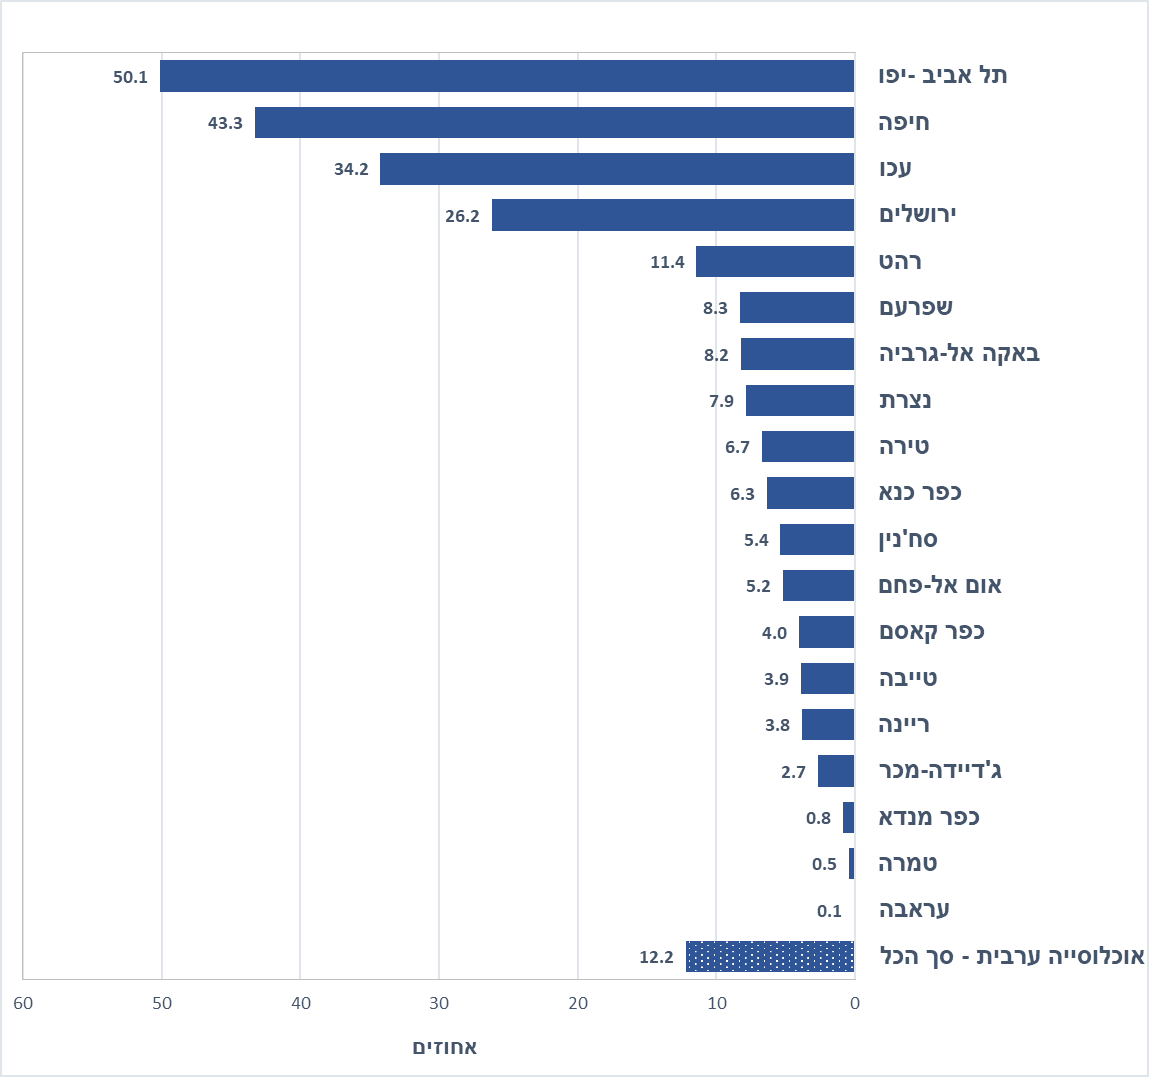 תל אביב -יפו 50.1
חיפה 43.3
עכו 34.2
ירושלים 26.2
רהט 11.4
שפרעם 8.3
באקה אל-גרביה 8.2
נצרת 7.9
טירה 6.7
כפר כנא 6.3
סח'נין 5.4
אום אל-פחם 5.2
כפר קאסם 4.0
טייבה 3.9
ריינה 3.8
ג'דיידה-מכר 2.7
כפר מנדא 0.8
טמרה 0.5
עראבה 0.1
אוכלוסייה ערבית - סך הכל 12.2
60 50 40 30 20 10 0
אחוזים